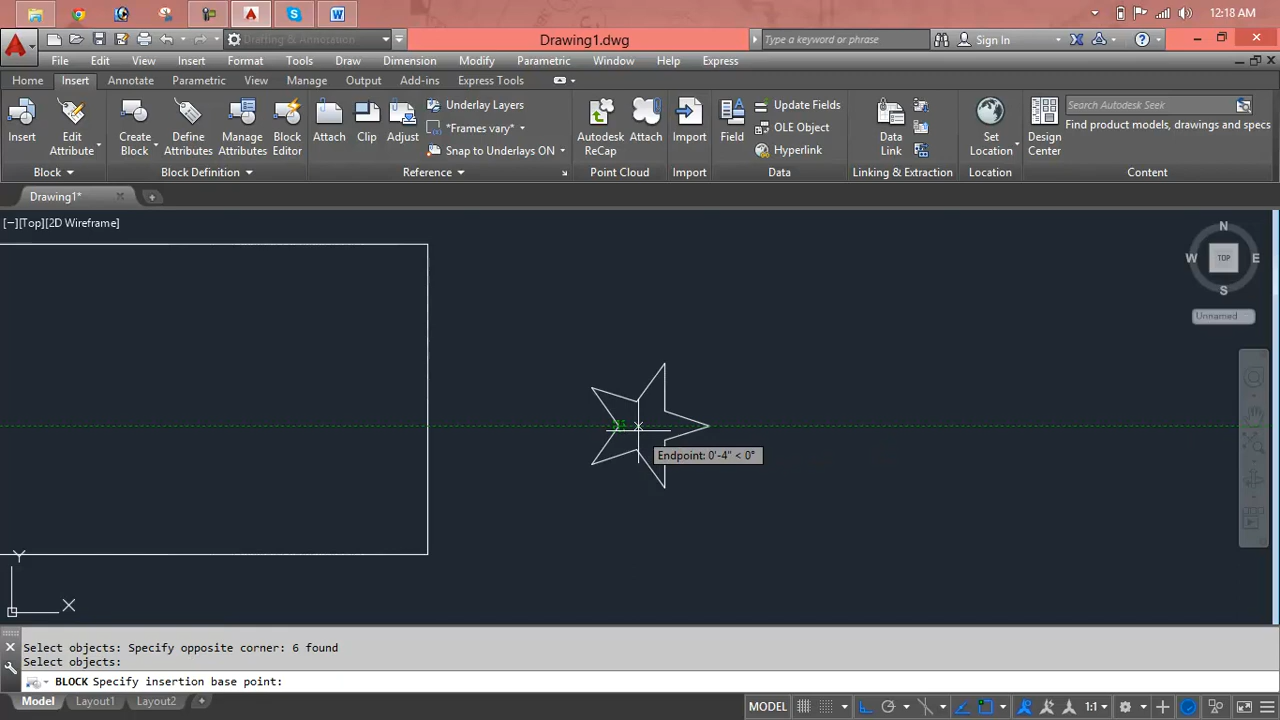 12:18 AM
Drafting & Annotation
Drawing1.dwg
Type a keyword or phrase
Sign In
File Edit View Insert Format Tools Draw Dimension Modify Parametric Window Help Express
Home Insert Annotate Parametric View Manage Output Add-ins Express Tools
Insert
Edit
Attribute
Create
Block
Define
Attributes
Manage
Attributes
Block
Editor
Attach
Clip
Adjust
Underlay Layers
*Frames vary*
Snap to Underlays ON
Autodesk
ReCap
Attach
Import
Field
Update Fields
OLE Object
Hyperlink
Data
Link
Set
Location
Design
Center
Search Autodesk Seek
Find product models, drawings and specs
Block
Block Definition
Reference
Point Cloud
Import
Data
Linking & Extraction
Location
Content
Drawing1*
[−][Top][2D Wireframe]
N
W
TOP
E
S
Unnamed
Endpoint: 0'-4" < 0°
Y
X
Select objects: Specify opposite corner: 6 found
Select objects:
BLOCK Specify insertion base point:
Model Layout1 Layout2
MODEL
1:1